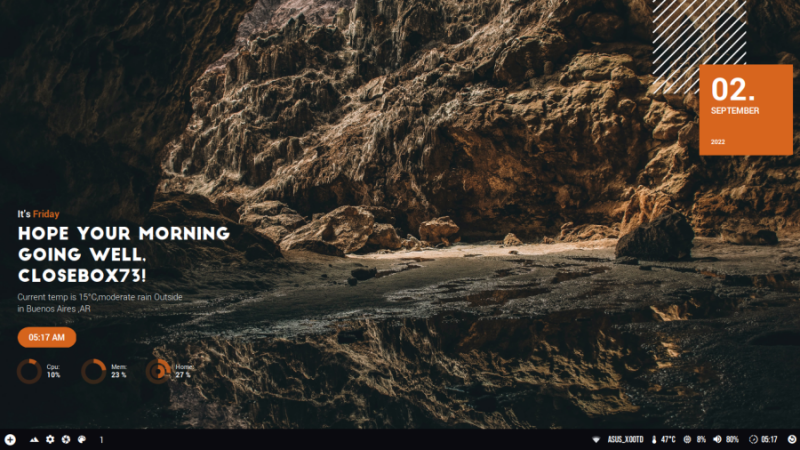 02.
SEPTEMBER
2022
It's Friday
HOPE YOUR MORNING
GOING WELL.
CLOSEBOX73!
Current temp is 15°C,moderate rain Outside
in Buenos Aires ,AR
05:17 AM
Cpu:
10%
Mem:
23 %
Home:
27 %
1
ASUS_X00TD 47°C 8% 80% 05:17